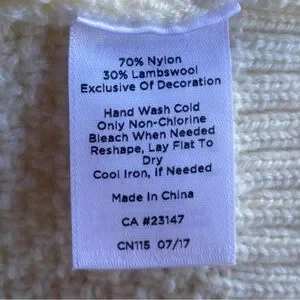 70% Nylon
30% Lambswool
Exclusive Of Decoration
Hand Wash Cold
Only Non-Chlorine
Bleach When Needed
Reshape, Lay Flat To
Dry
Cool Iron, If Needed
Made In China
CA #23147
CN115 07/17